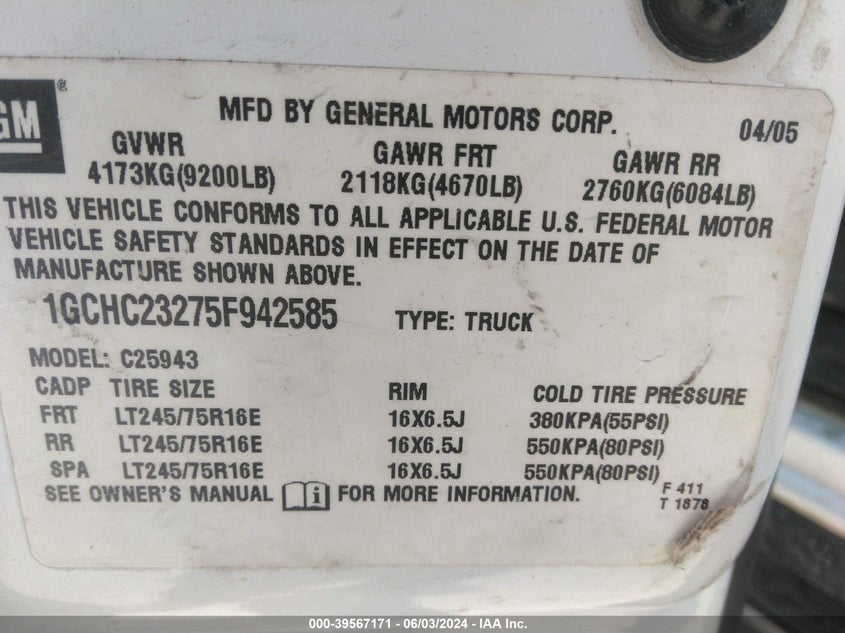 GM ®
MFD BY GENERAL MOTORS CORP. 04/05
GVWR GAWR FRT GAWR RR
4173KG(9200LB) 2118KG(4670LB) 2760KG(6084LB)
THIS VEHICLE CONFORMS TO ALL APPLICABLE U.S. FEDERAL MOTOR
VEHICLE SAFETY STANDARDS IN EFFECT ON THE DATE OF
MANUFACTURE SHOWN ABOVE.
1GCHC23275F942585 TYPE: TRUCK
MODEL: C25943
CADP TIRE SIZE RIM COLD TIRE PRESSURE
FRT LT245/75R16E 16X6.5J 380KPA(55PSI)
RR LT245/75R16E 16X6.5J 550KPA(80PSI)
SPA LT245/75R16E 16X6.5J 550KPA(80PSI)
SEE OWNER'S MANUAL i FOR MORE INFORMATION.
F 411
T 1878
000-39567171 - 06/03/2024 - IAA Inc.